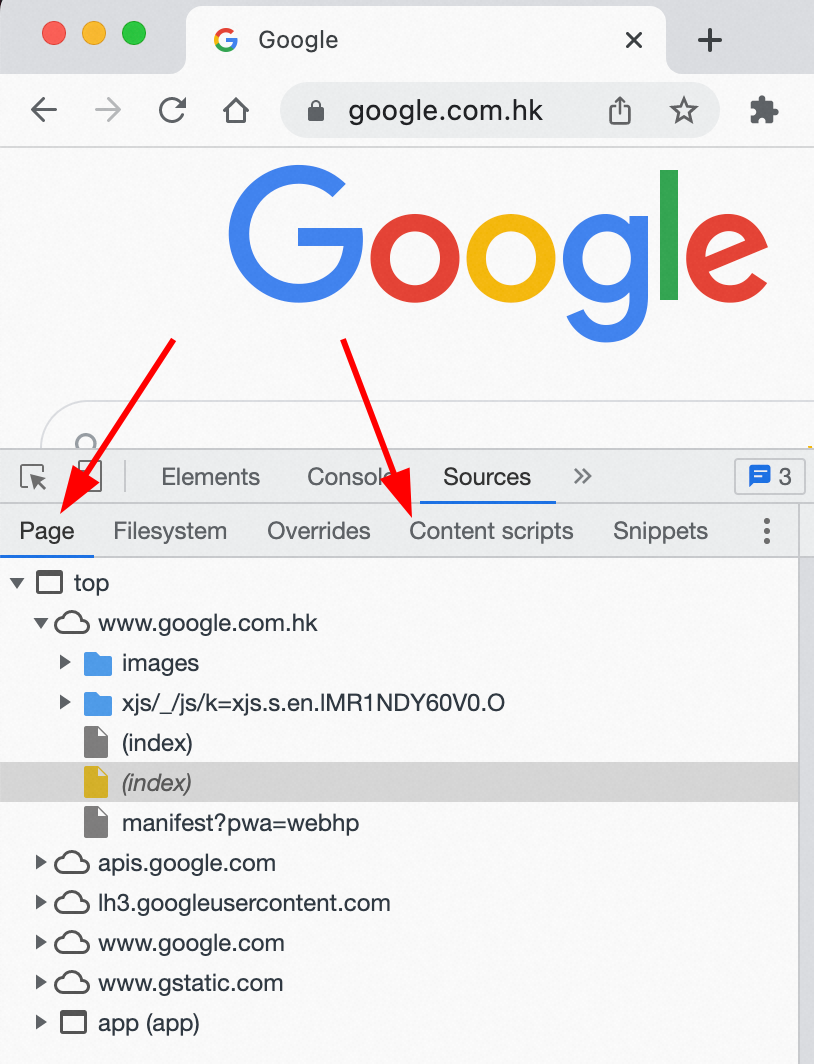 Google
google.com.hk
Google
Elements Console Sources 3
Page Filesystem Overrides Content scripts Snippets
top
www.google.com.hk
images
xjs/_/js/k=xjs.s.en.lMR1NDY60V0.O
(index)
(index)
manifest?pwa=webhp
apis.google.com
lh3.googleusercontent.com
www.google.com
www.gstatic.com
app (app)